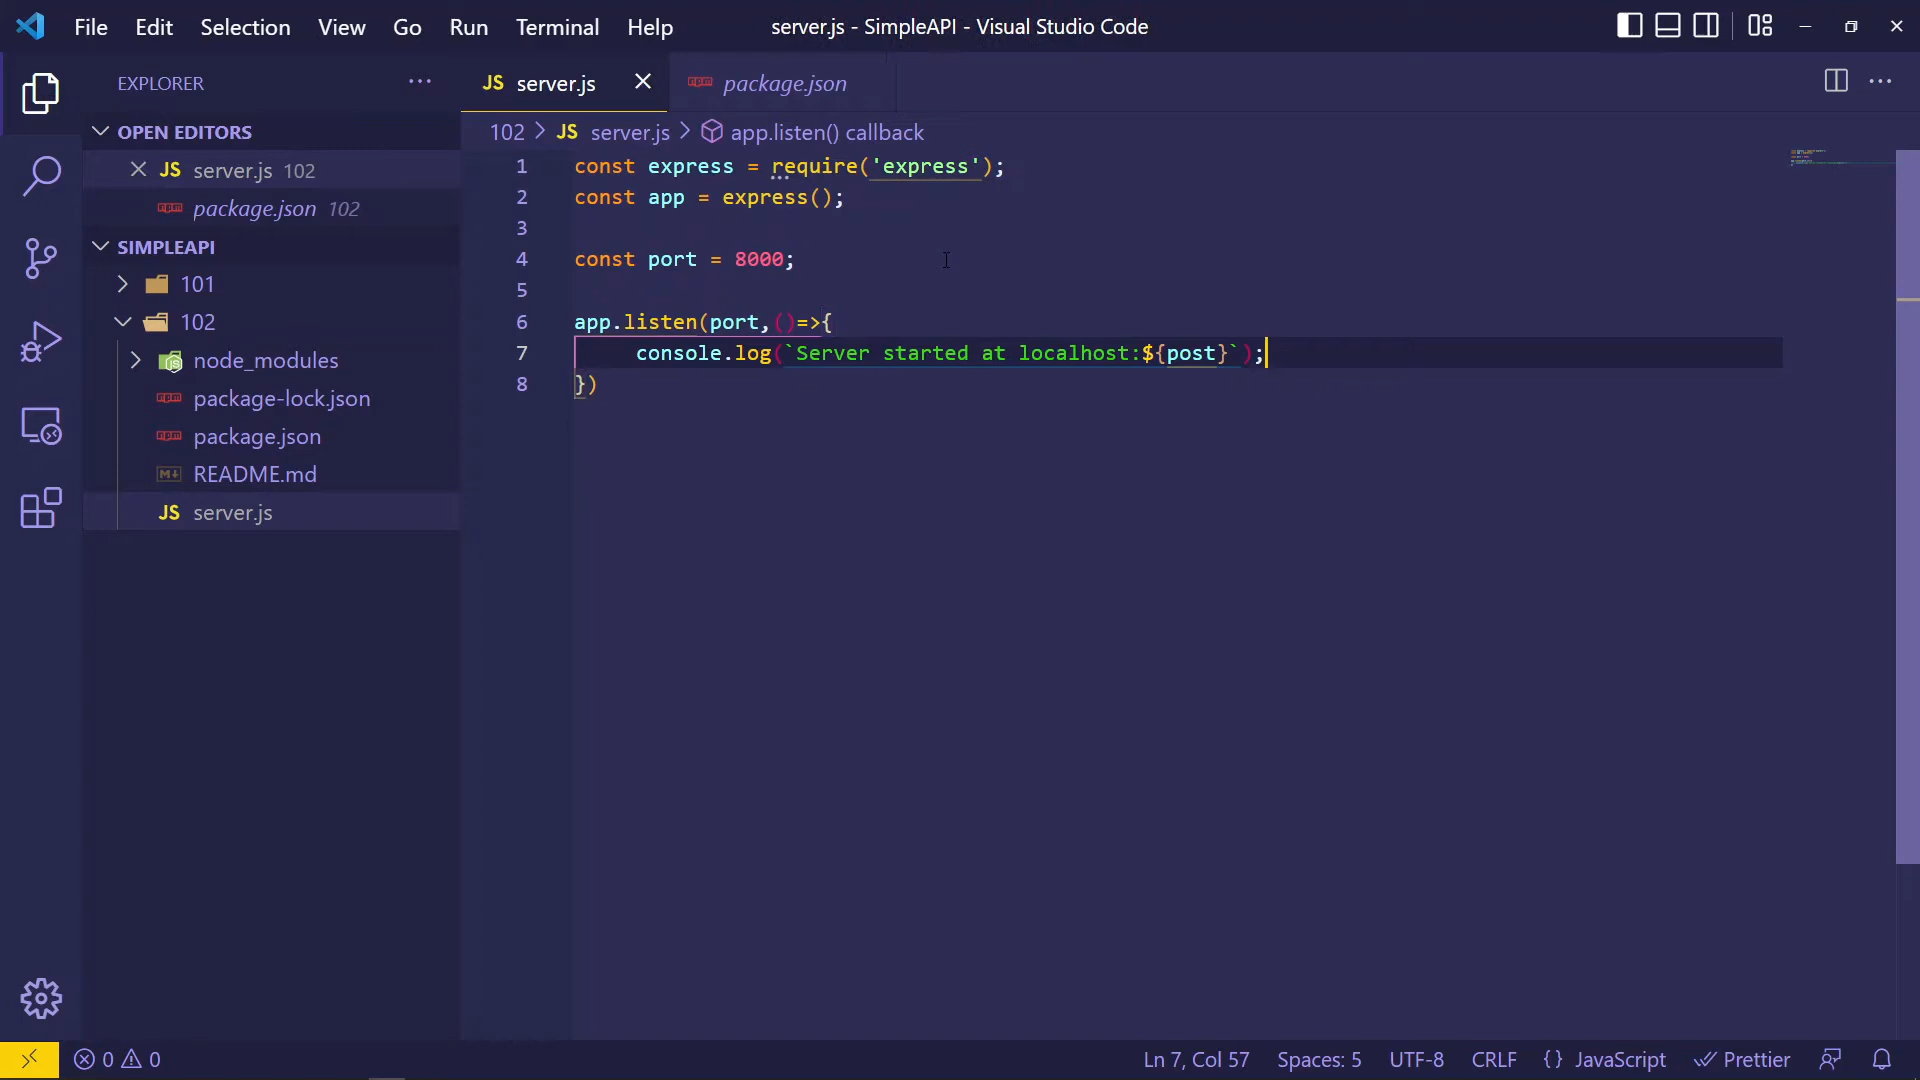 File Edit Selection View Go Run Terminal Help server.js - SimpleAPI - Visual Studio Code
EXPLORER
OPEN EDITORS
JS server.js 102
package.json 102
SIMPLEAPI
101
102
node_modules
package-lock.json
package.json
README.md
JS server.js
JS server.js package.json
102 > JS server.js > app.listen() callback
1 const express = require('express');
2 const app = express();
3
4 const port = 8000;
5
6 app.listen(port,()=>{
7 console.log(`Server started at localhost:${post}`);
8 })
0 0 Ln 7, Col 57 Spaces: 5 UTF-8 CRLF {} JavaScript Prettier